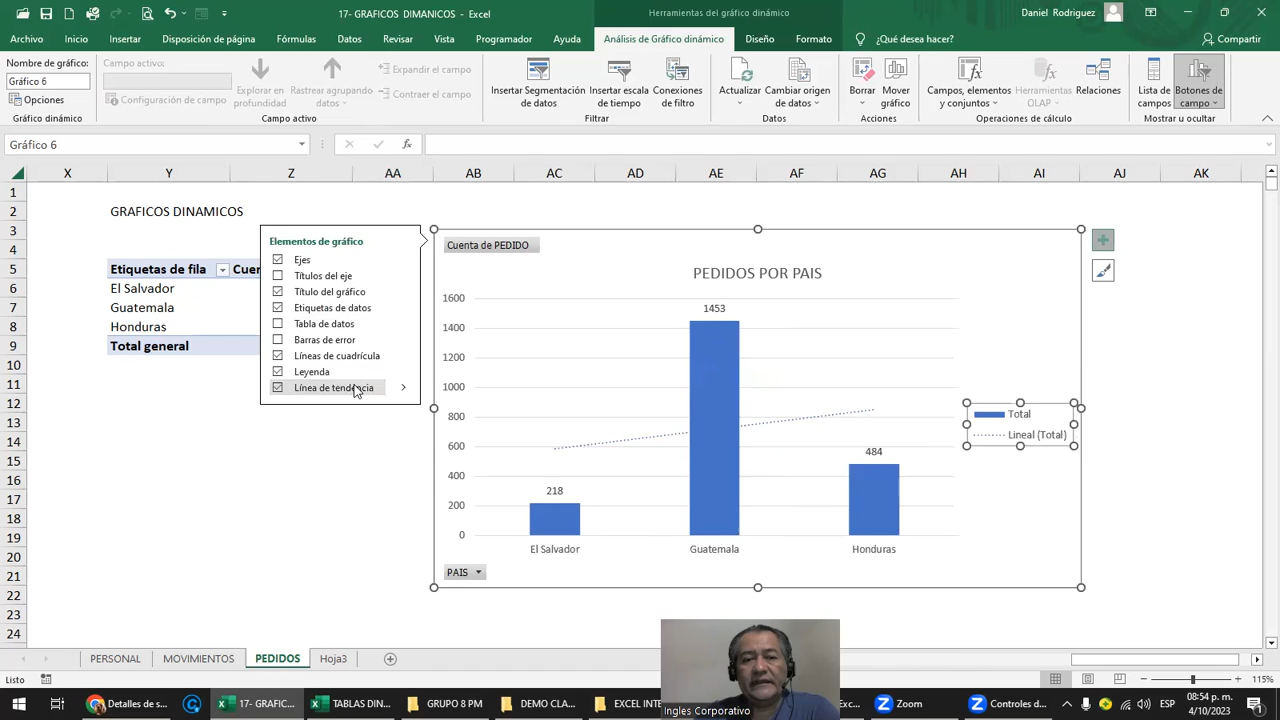 17- GRAFICOS DIMANICOS - Excel
Herramientas del gráfico dinámico
Daniel Rodriguez
Archivo Inicio Insertar Disposición de página Fórmulas Datos Revisar Vista Programador Ayuda Análisis de Gráfico dinámico Diseño Formato ¿Qué desea hacer? Compartir
Nombre de gráfico:
Gráfico 6
Opciones
Gráfico dinámico
Campo activo:
Configuración de campo
Explorar en profundidad
Rastrear agrupando datos
Expandir el campo
Contraer el campo
Campo activo
Insertar Segmentación de datos
Insertar escala de tiempo
Conexiones de filtro
Filtrar
Actualizar
Cambiar origen de datos
Datos
Borrar
Mover gráfico
Acciones
Campos, elementos y conjuntos
Herramientas OLAP
Relaciones
Operaciones de cálculo
Lista de campos
Botones de campo
Mostrar u ocultar
Gráfico 6
fx
X Y Z AA AB AC AD AE AF AG AH AI AJ AK
1
2 GRAFICOS DINAMICOS
3
4
5 Etiquetas de fila Cuen
6 El Salvador
7 Guatemala
8 Honduras
9 Total general
10
11
12
13
14
15
16
17
18
19
20
21
22
23
24
Elementos de gráfico
Ejes
Títulos del eje
Título del gráfico
Etiquetas de datos
Tabla de datos
Barras de error
Líneas de cuadrícula
Leyenda
Línea de tendencia
Cuenta de PEDIDO
PEDIDOS POR PAIS
1600
1400
1200
1000
800
600
400
200
0
218
1453
484
El Salvador Guatemala Honduras
Total
Lineal (Total)
PAIS
PERSONAL MOVIMIENTOS PEDIDOS Hoja3
Listo
115%
Ingles Corporativo
Detalles de s...
17- GRAFIC...
TABLAS DIN...
GRUPO 8 PM
DEMO CLA...
EXCEL INTE
Exc...
Zoom
Controles d...
ESP
08:54 p. m.
4/10/2023